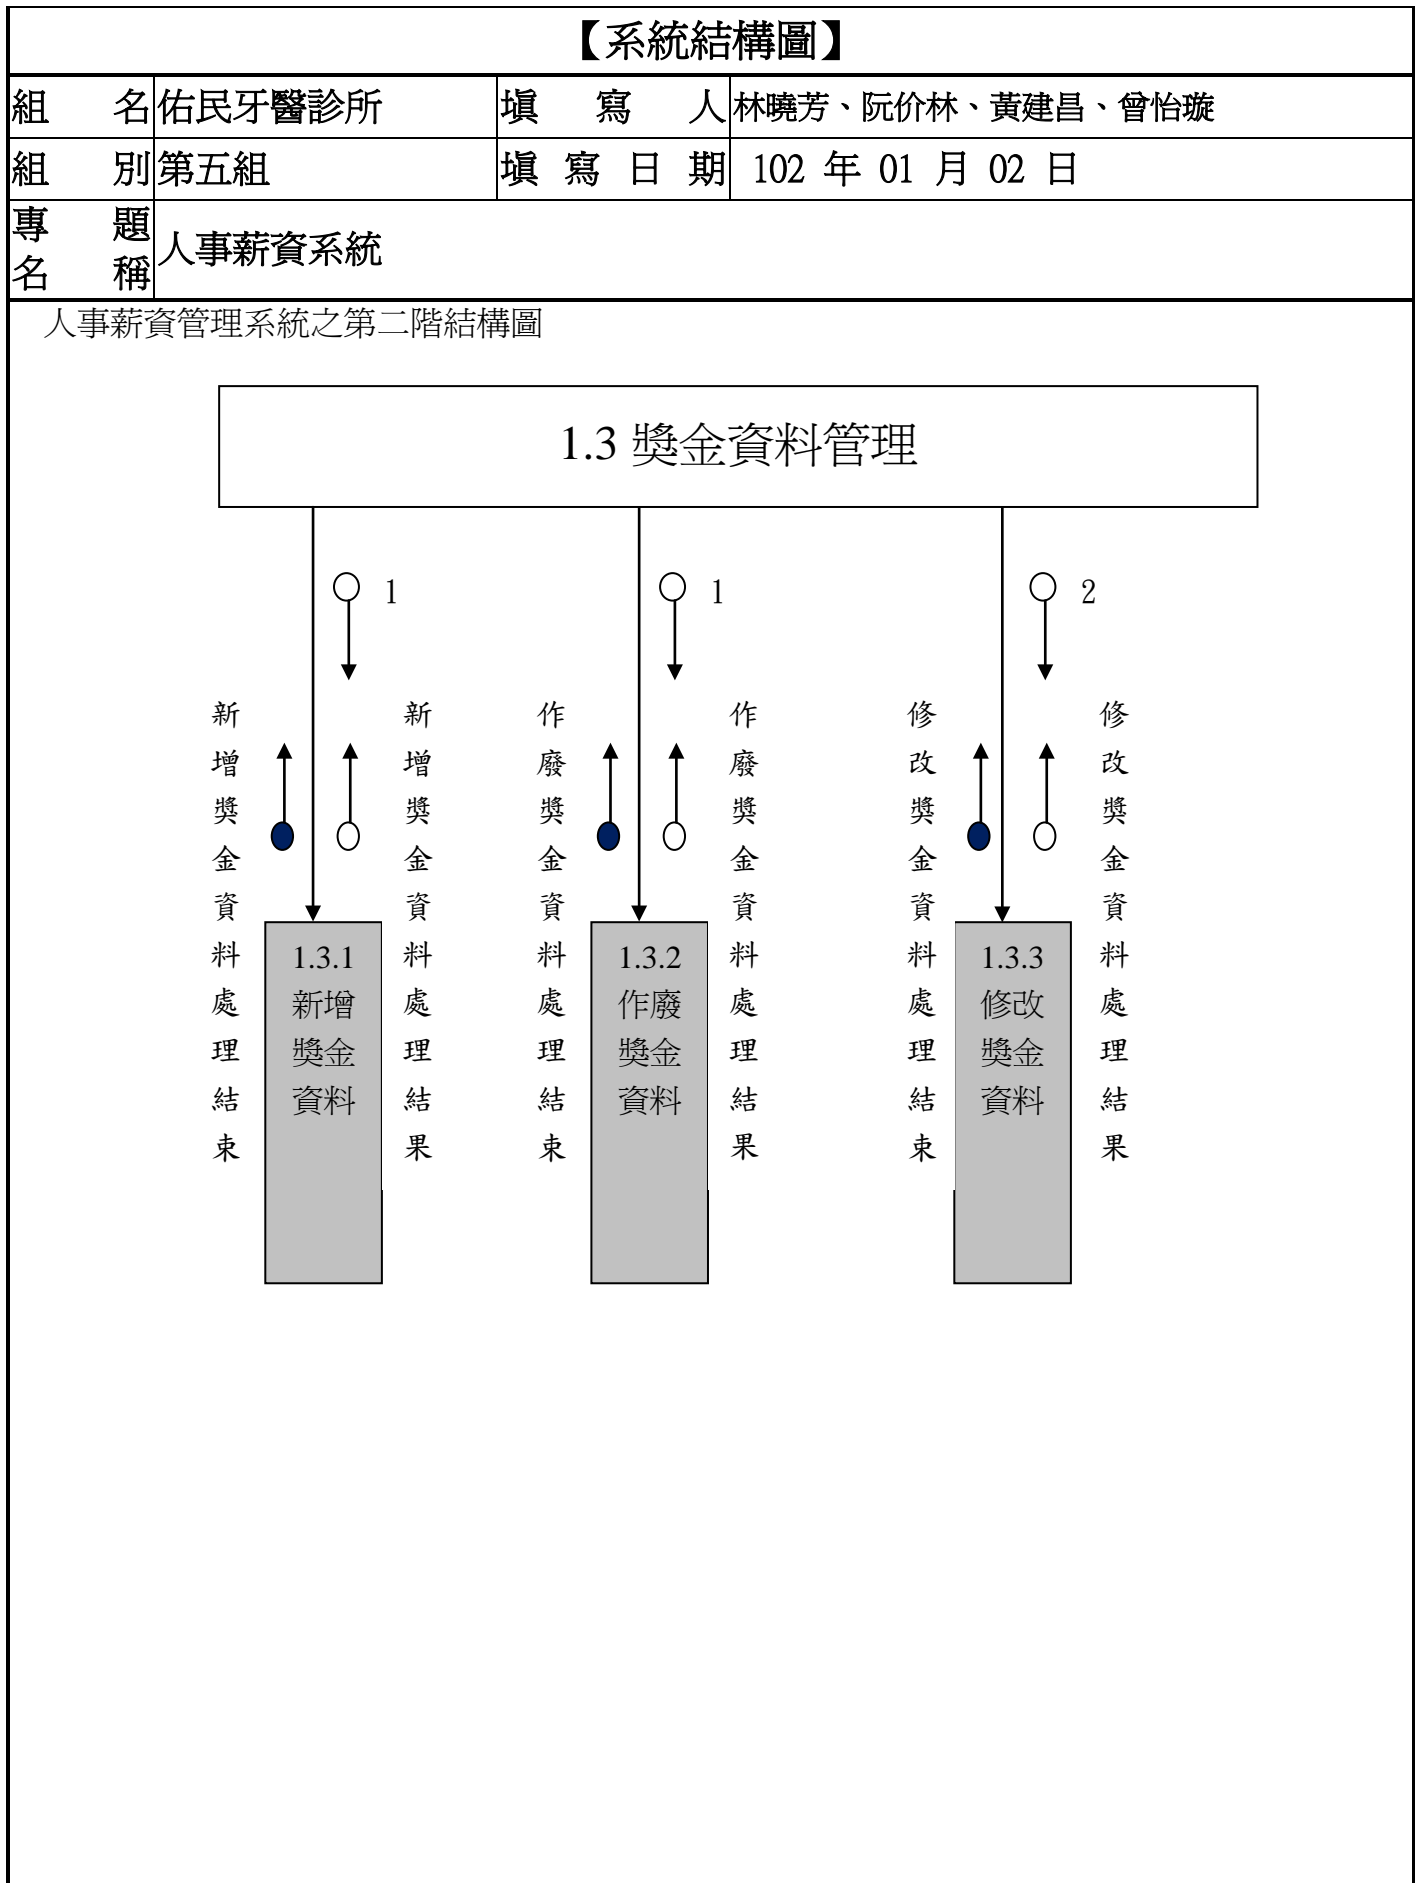 【系統結構圖】
組 名 佑民牙醫診所 填 寫 人 林曉芳、阮价林、黃建昌、曾怡璇
組 別 第五組 填 寫 日 期 102 年 01 月 02 日
專 題
名 稱
人事薪資系統
人事薪資管理系統之第二階結構圖
1.3 獎金資料管理
1
1
2
新增獎金資料處理結束
新增獎金資料處理結果
作廢獎金資料處理結束
作廢獎金資料處理結果
修改獎金資料處理結束
修改獎金資料處理結果
1.3.1
新增
獎金
資料
1.3.2
作廢
獎金
資料
1.3.3
修改
獎金
資料